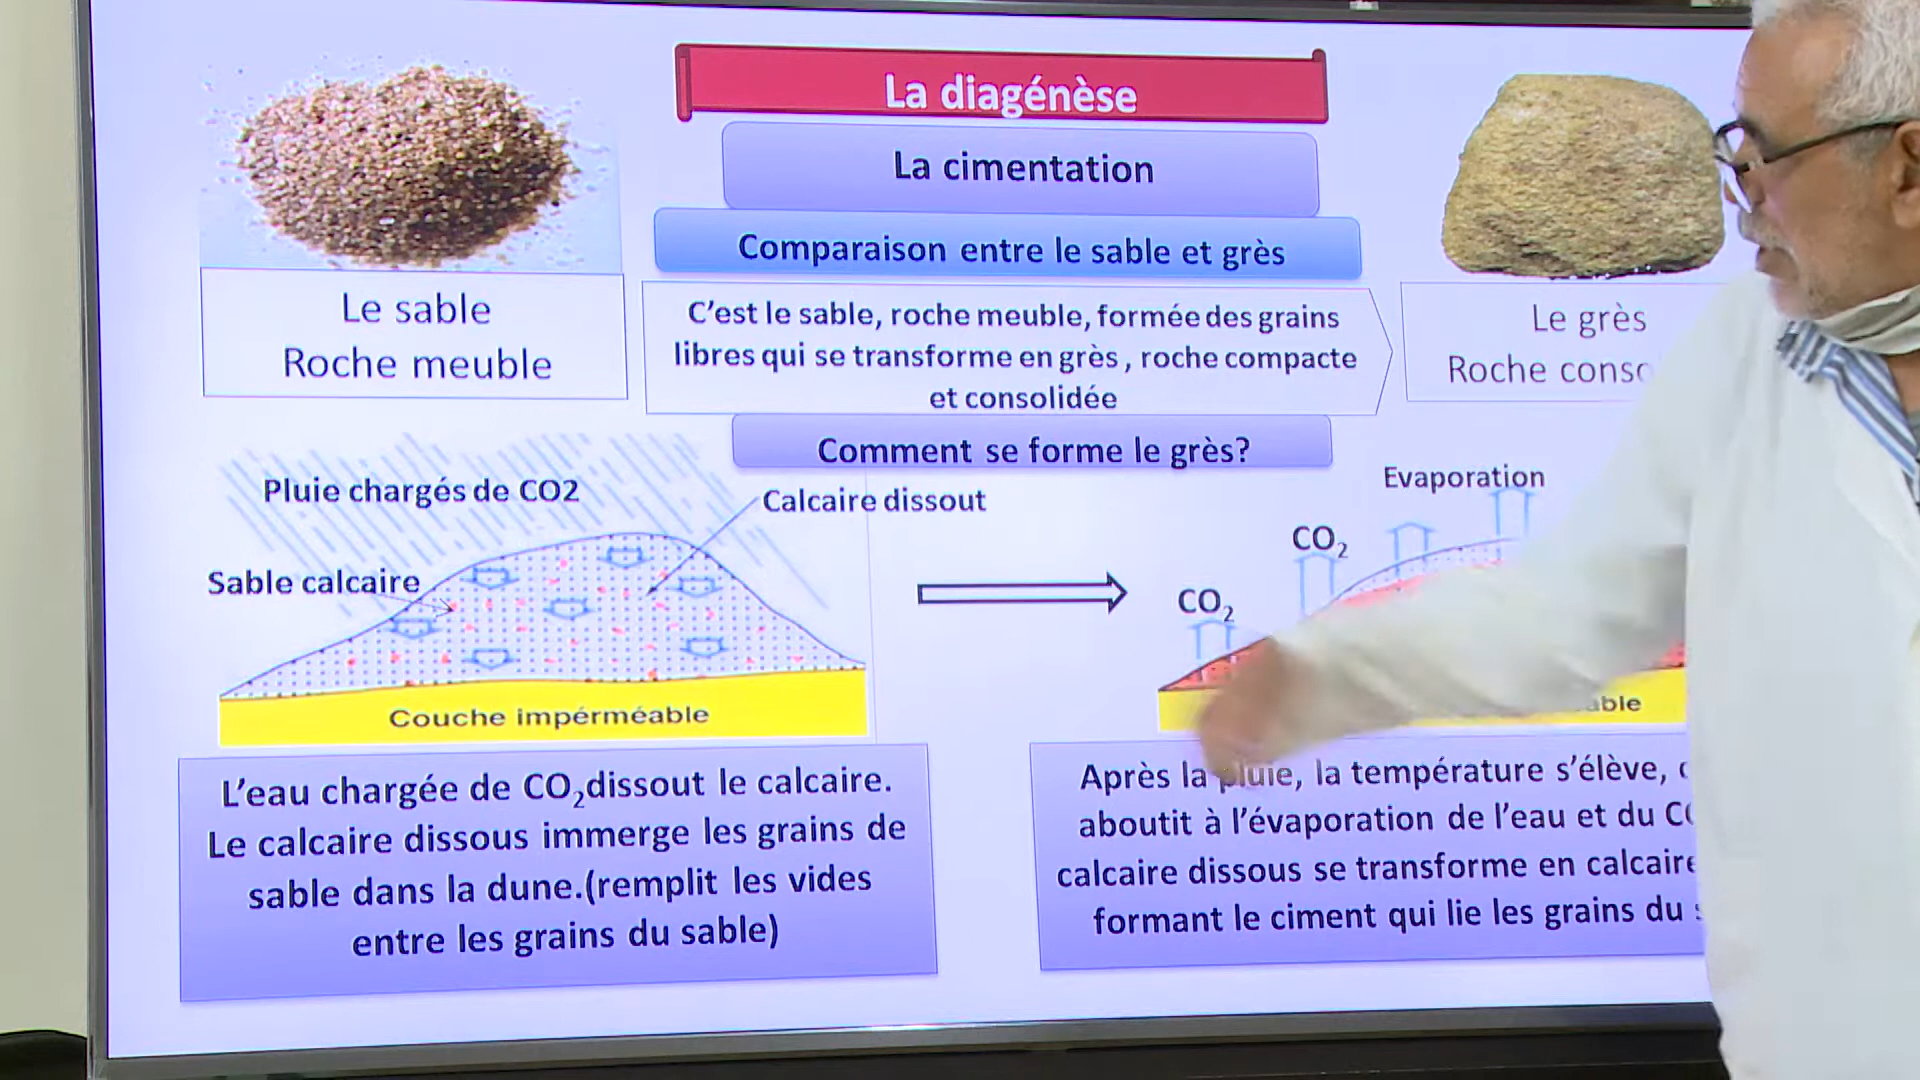 La diagénèse
La cimentation
Comparaison entre le sable et grès
Le sable
Roche meuble
C'est le sable, roche meuble, formée des grains
libres qui se transforme en grès , roche compacte
et consolidée
Le grès
Roche
Comment se forme le grès?
Pluie chargés de CO2
Calcaire dissout
Sable calcaire
Couche impérméable
Evaporation
CO2
CO2
L'eau chargée de CO2dissout le calcaire.
Le calcaire dissous immerge les grains de
sable dans la dune.(remplit les vides
entre les grains du sable)
Après la pluie, la température s'élève,
aboutit à l'évaporation de l'eau et du
calcaire dissous se transforme en calcaire
formant le ciment qui lie les grains du